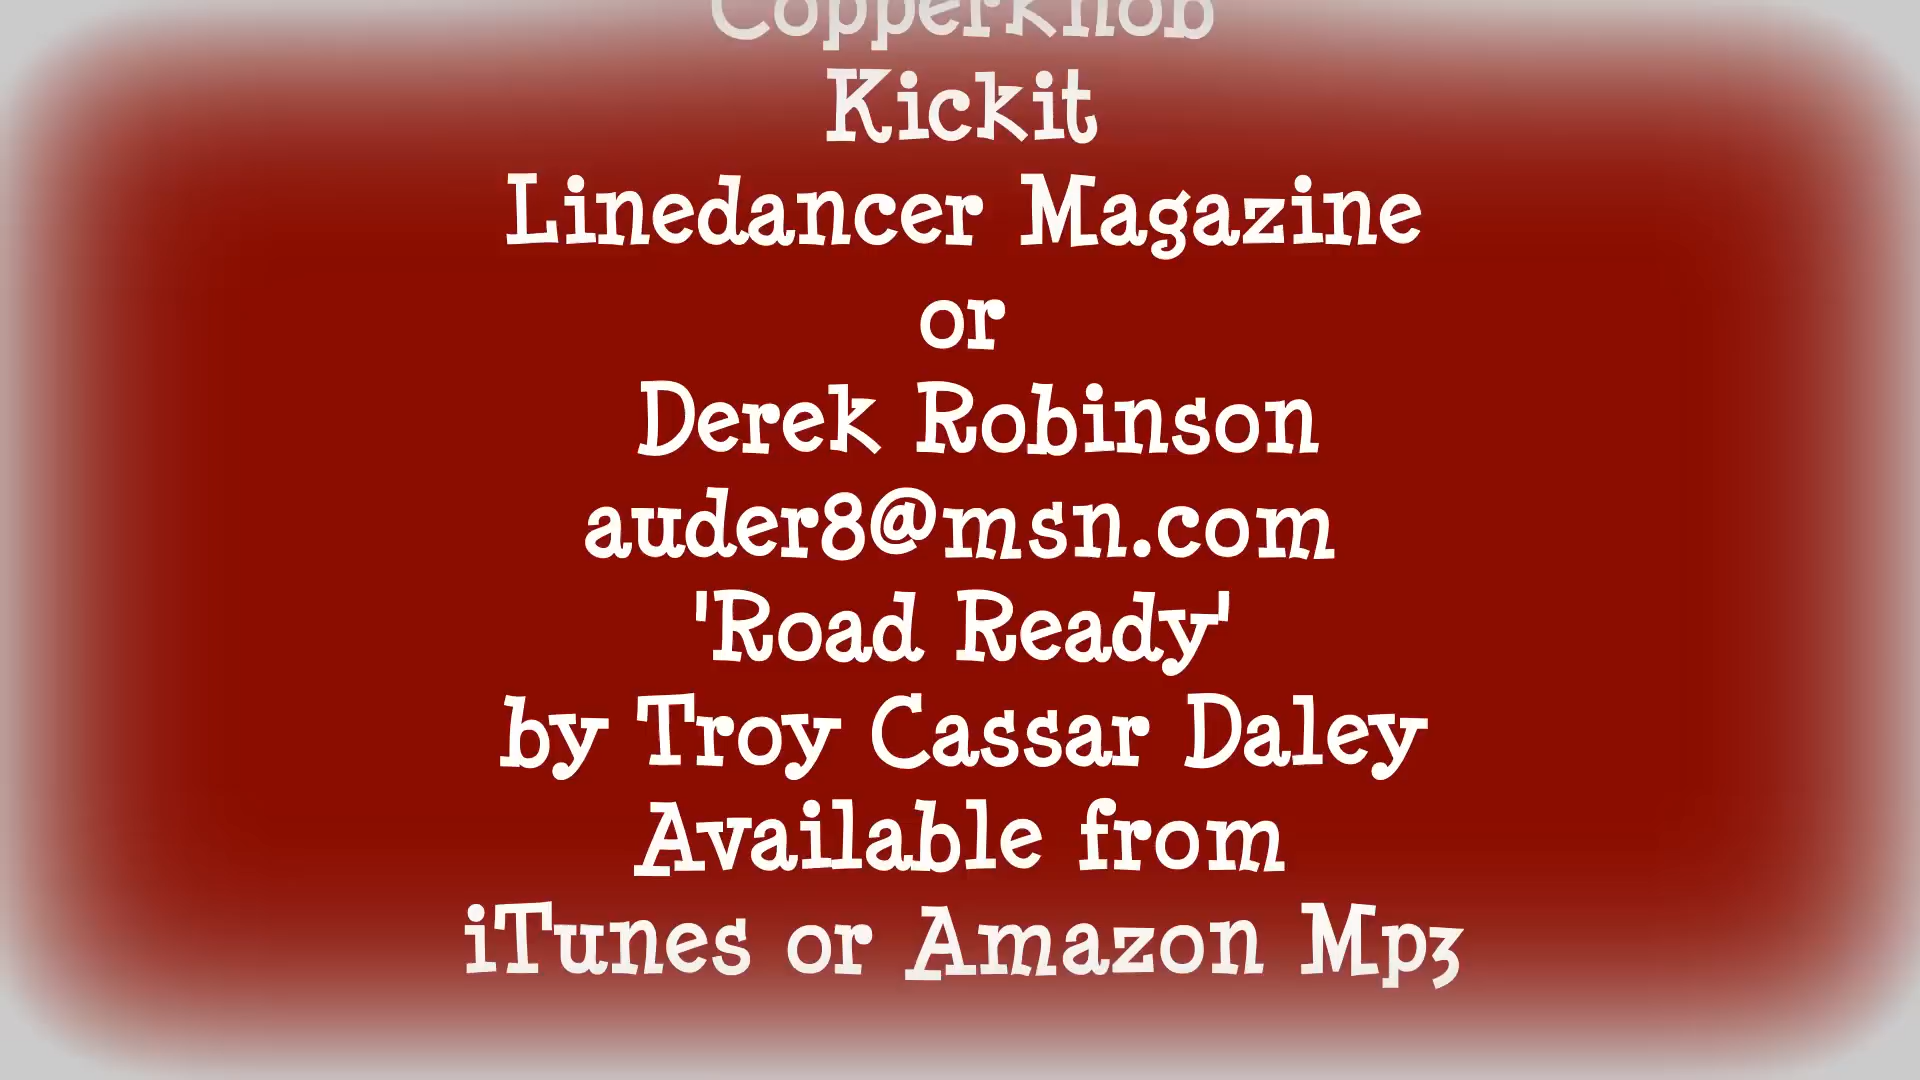 Copperknob
Kickit
Linedancer Magazine
or
Derek Robinson
auder8@msn.com
'Road Ready'
by Troy Cassar Daley
Available from
iTunes or Amazon Mp3